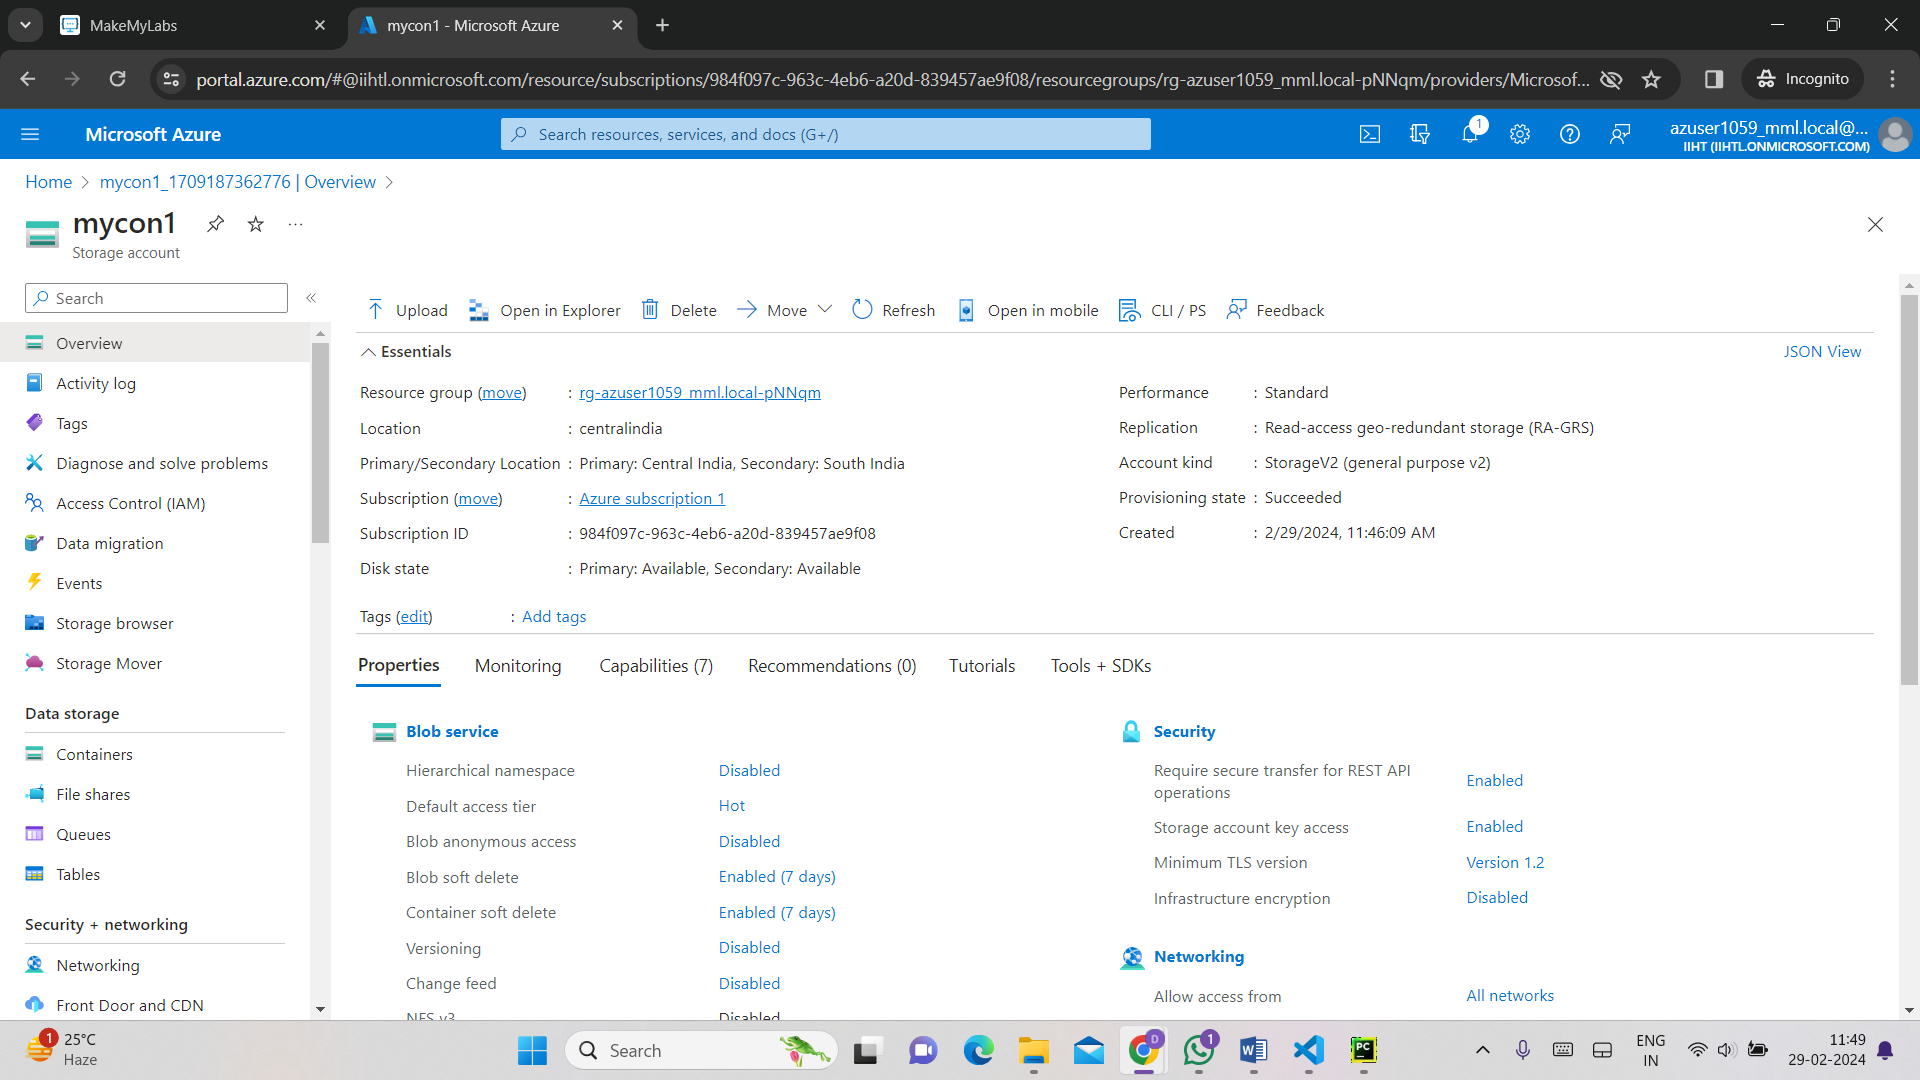 MakeMyLabs
mycon1 - Microsoft Azure
portal.azure.com/#@iihtl.onmicrosoft.com/resource/subscriptions/984f097c-963c-4eb6-a20d-839457ae9f08/resourcegroups/rg-azuser1059_mml.local-pNNqm/providers/Microsof...
Incognito
Microsoft Azure
Search resources, services, and docs (G+/)
1
azuser1059_mml.local@...
IIHT (IIHTL.ONMICROSOFT.COM)
Home > mycon1_1709187362776 | Overview >
mycon1
Storage account
Search
Overview
Activity log
Tags
Diagnose and solve problems
Access Control (IAM)
Data migration
Events
Storage browser
Storage Mover
Data storage
Containers
File shares
Queues
Tables
Security + networking
Networking
Front Door and CDN
Upload Open in Explorer Delete Move Refresh Open in mobile CLI / PS Feedback
Essentials
JSON View
Resource group (move) : rg-azuser1059_mml.local-pNNqm
Location : centralindia
Primary/Secondary Location : Primary: Central India, Secondary: South India
Subscription (move) : Azure subscription 1
Subscription ID : 984f097c-963c-4eb6-a20d-839457ae9f08
Disk state : Primary: Available, Secondary: Available
Tags (edit) : Add tags
Performance : Standard
Replication : Read-access geo-redundant storage (RA-GRS)
Account kind : StorageV2 (general purpose v2)
Provisioning state : Succeeded
Created : 2/29/2024, 11:46:09 AM
Properties Monitoring Capabilities (7) Recommendations (0) Tutorials Tools + SDKs
Blob service
Hierarchical namespace Disabled
Default access tier Hot
Blob anonymous access Disabled
Blob soft delete Enabled (7 days)
Container soft delete Enabled (7 days)
Versioning Disabled
Change feed Disabled
NFS v3 Disabled
Security
Require secure transfer for REST API
operations Enabled
Storage account key access Enabled
Minimum TLS version Version 1.2
Infrastructure encryption Disabled
Networking
Allow access from All networks
1
25°C
Haze
Search
D
1
PC
ENG
IN
11:49
29-02-2024